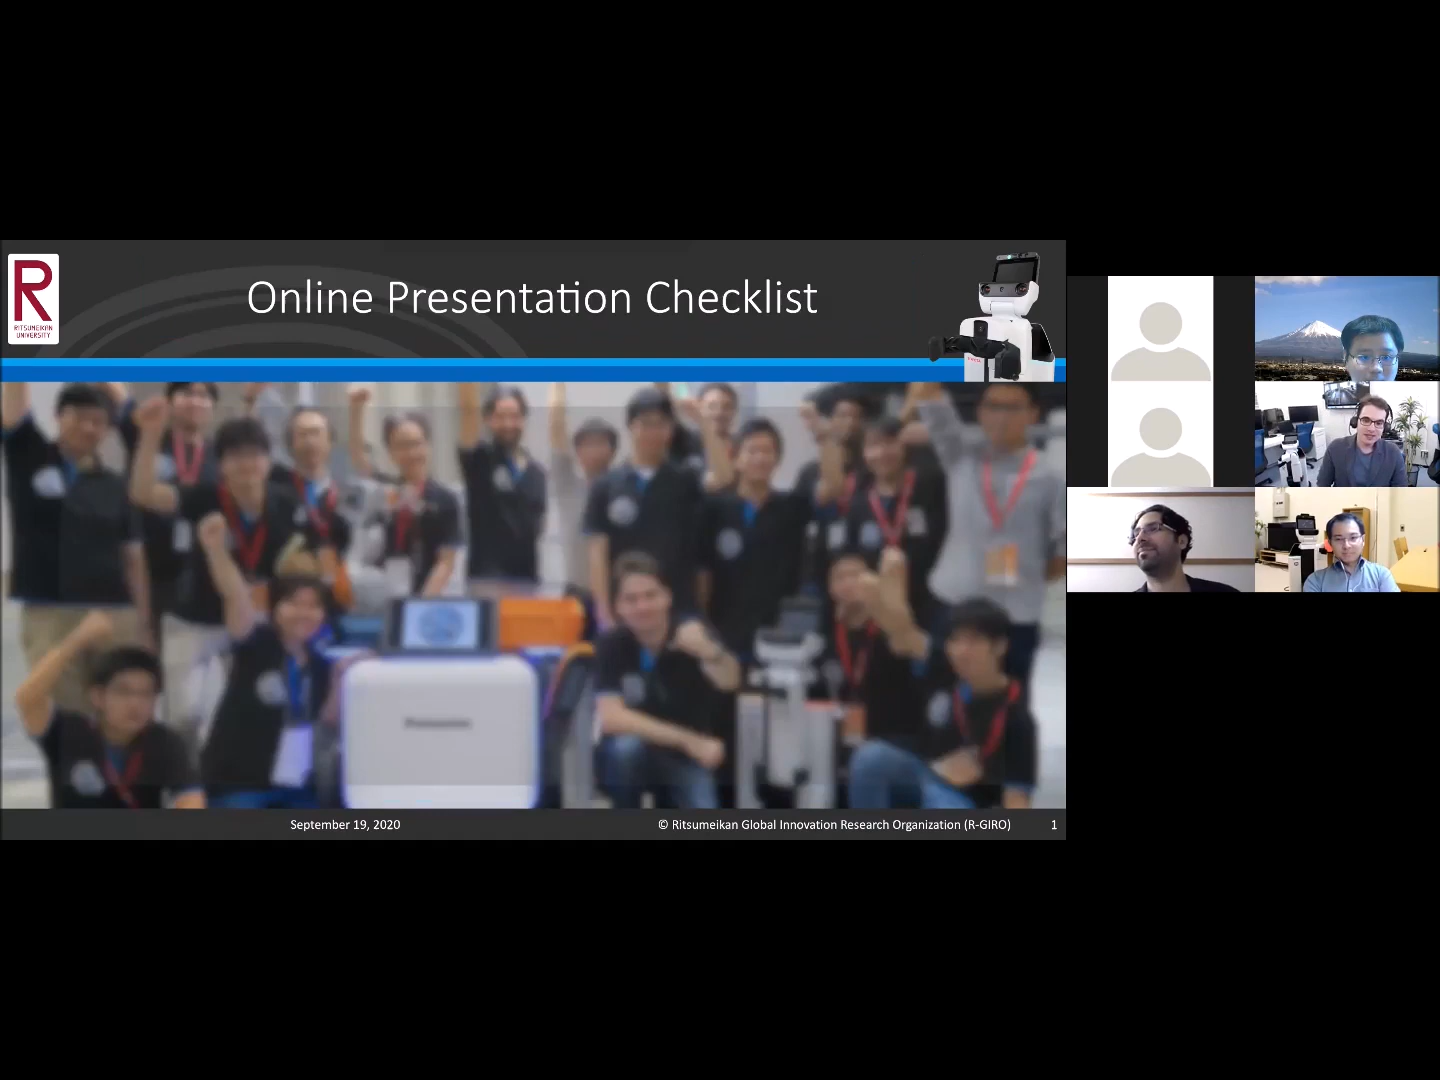 Online Presentation Checklist
R
RITSUMEIKAN
UNIVERSITY
September 19, 2020
© Ritsumeikan Global Innovation Research Organization (R-GIRO)
1